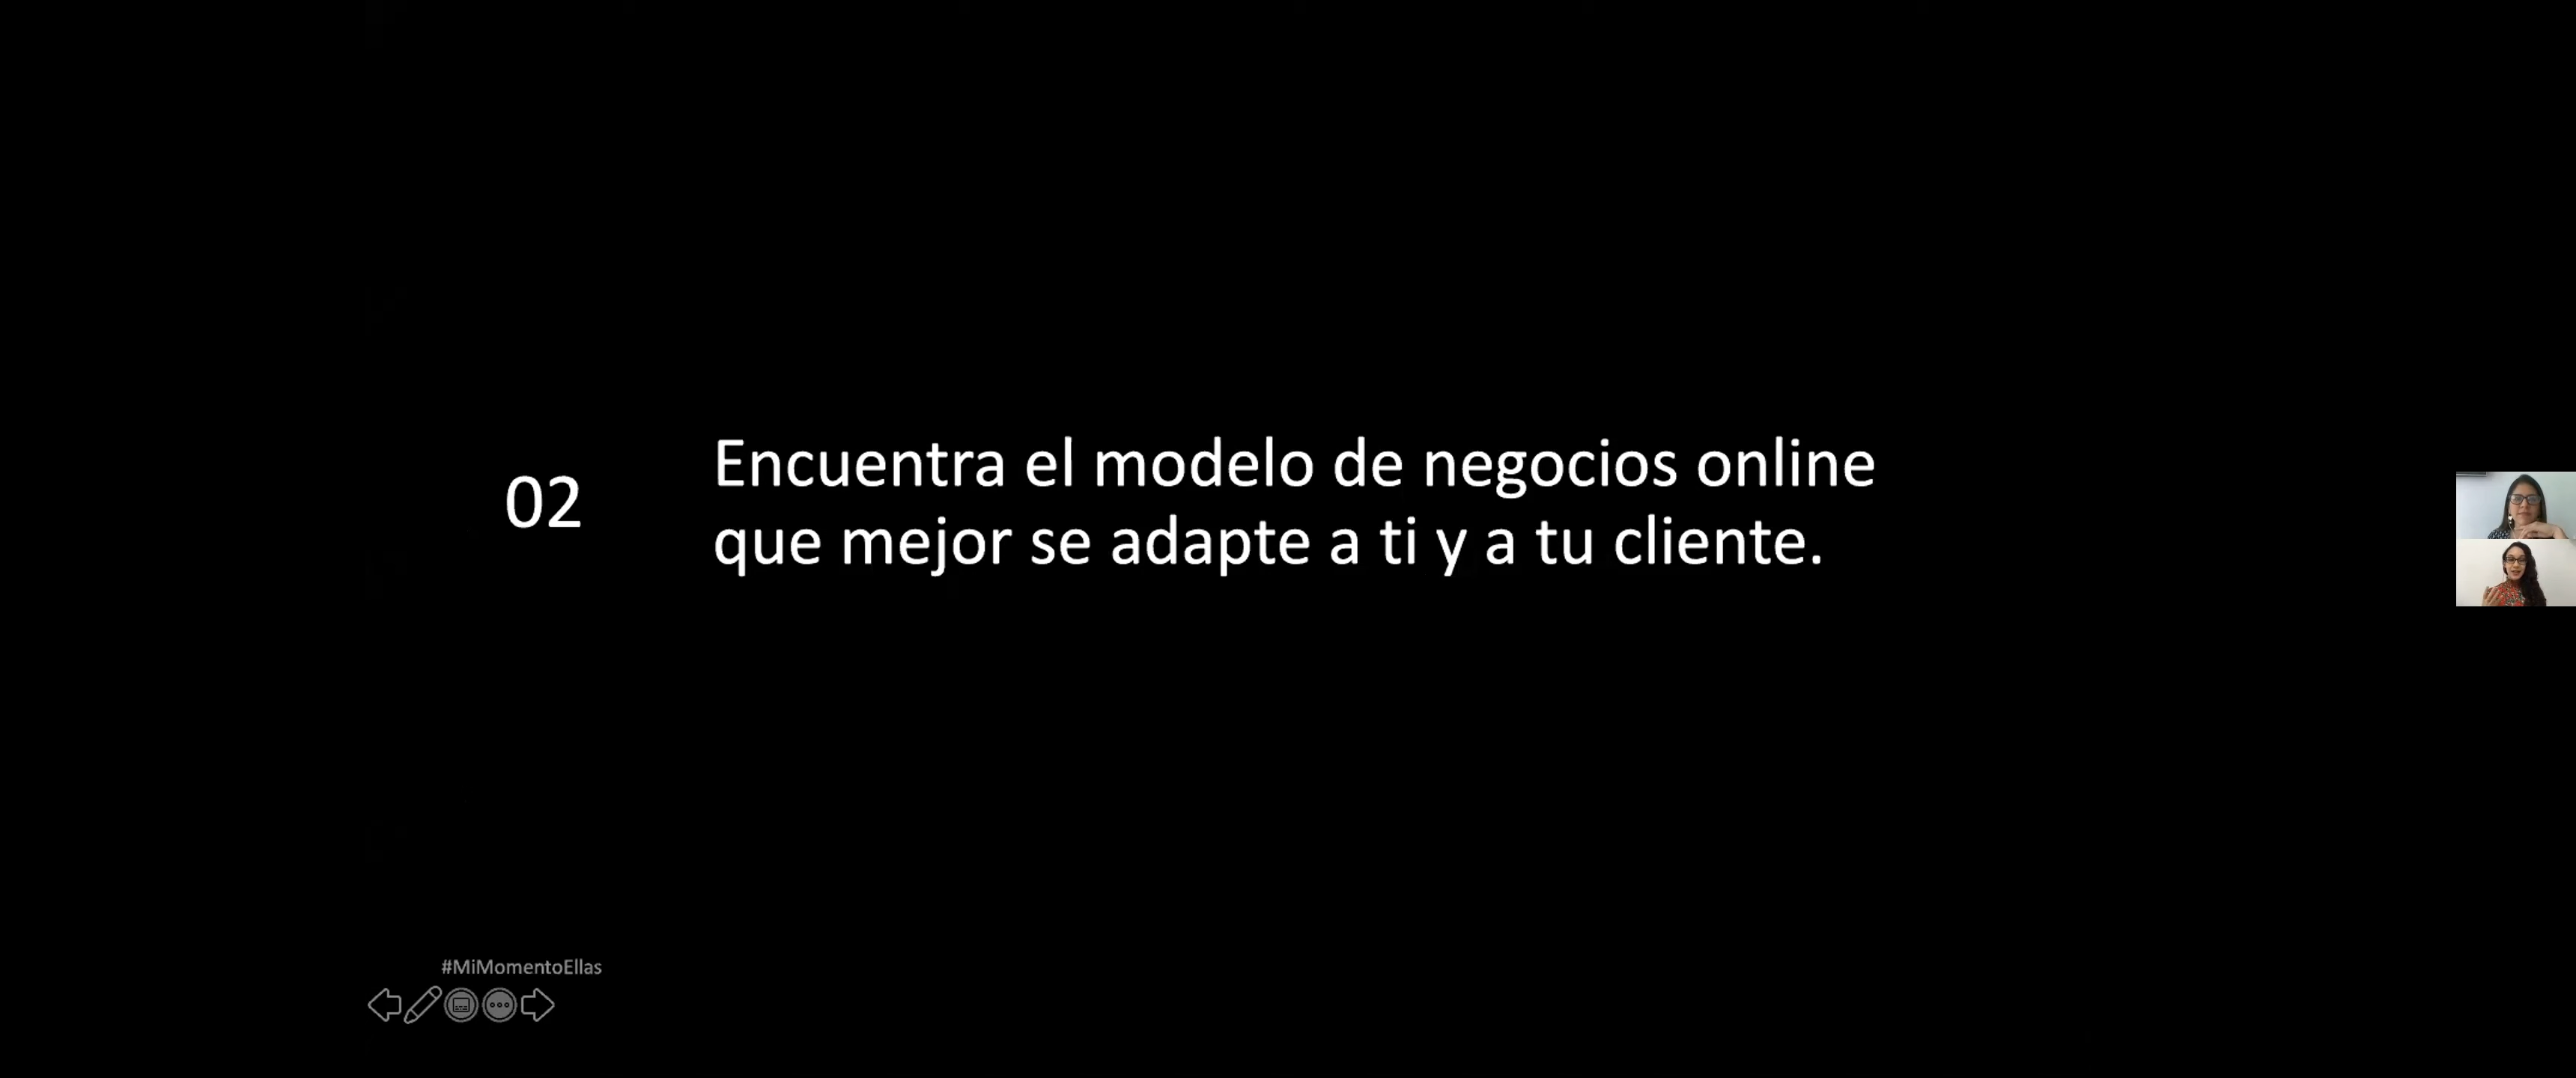 02
Encuentra el modelo de negocios online
que mejor se adapte a ti y a tu cliente.
#MiMomentoEllas